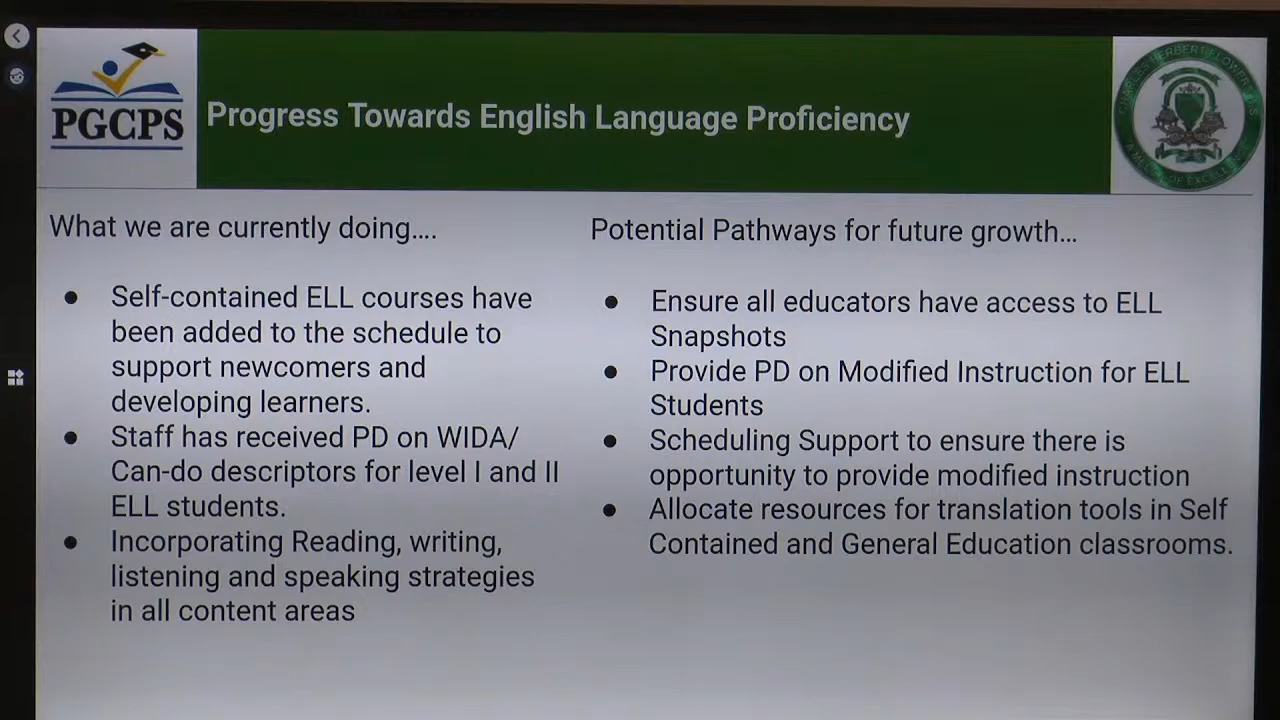 PGCPS
Progress Towards English Language Proficiency
What we are currently doing....
● Self-contained ELL courses have
been added to the schedule to
support newcomers and
developing learners.
● Staff has received PD on WIDA/
Can-do descriptors for level I and II
ELL students.
● Incorporating Reading, writing,
listening and speaking strategies
in all content areas
Potential Pathways for future growth...
● Ensure all educators have access to ELL
Snapshots
● Provide PD on Modified Instruction for ELL
Students
● Scheduling Support to ensure there is
opportunity to provide modified instruction
● Allocate resources for translation tools in Self
Contained and General Education classrooms.